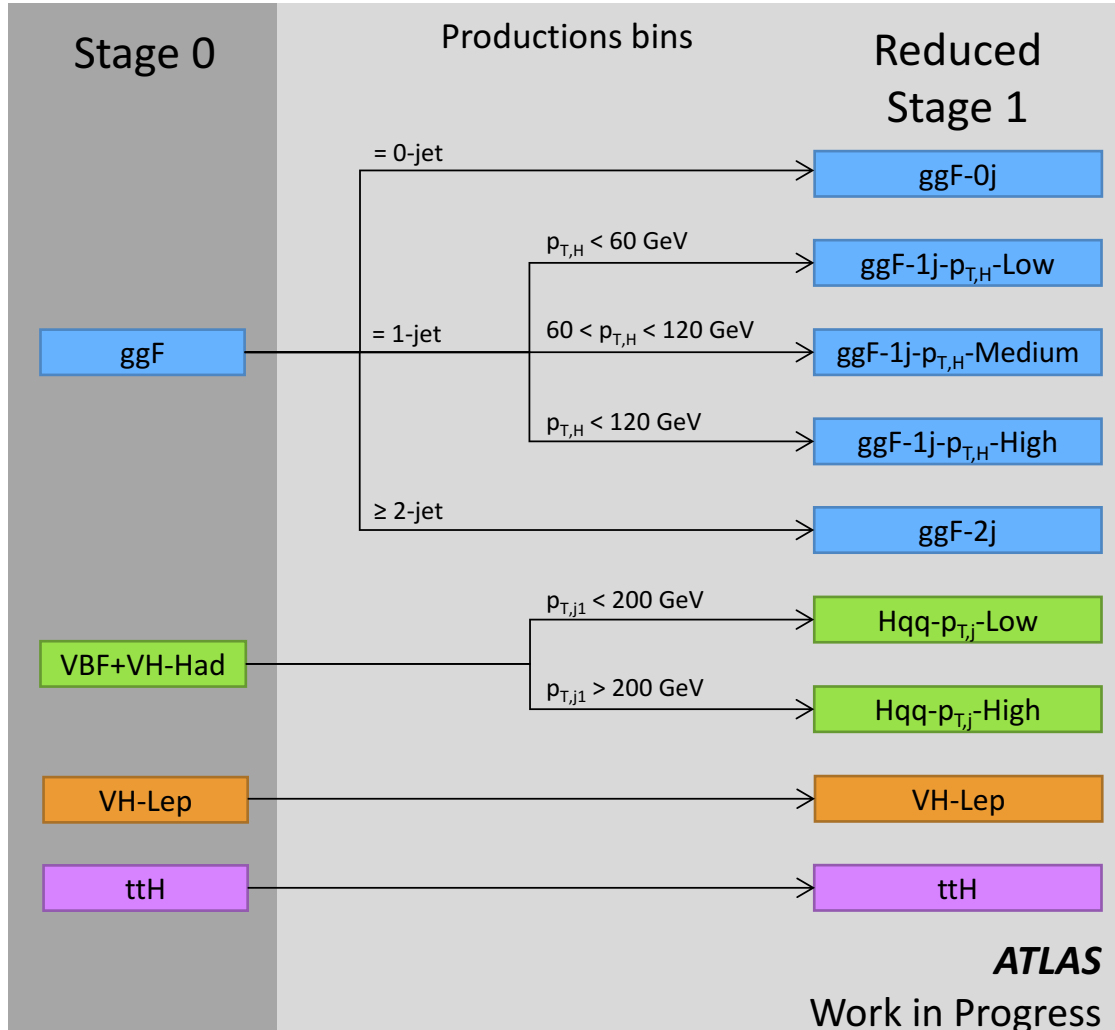 Stage 0
Productions bins
Reduced
Stage 1
= 0-jet
ggF-0j
p_T,H < 60 GeV
ggF-1j-p_T,H-Low
ggF
= 1-jet
60 < p_T,H < 120 GeV
ggF-1j-p_T,H-Medium
p_T,H < 120 GeV
ggF-1j-p_T,H-High
≥ 2-jet
ggF-2j
VBF+VH-Had
p_T,j1 < 200 GeV
Hqq-p_T,j-Low
p_T,j1 > 200 GeV
Hqq-p_T,j-High
VH-Lep
VH-Lep
ttH
ttH
ATLAS
Work in Progress